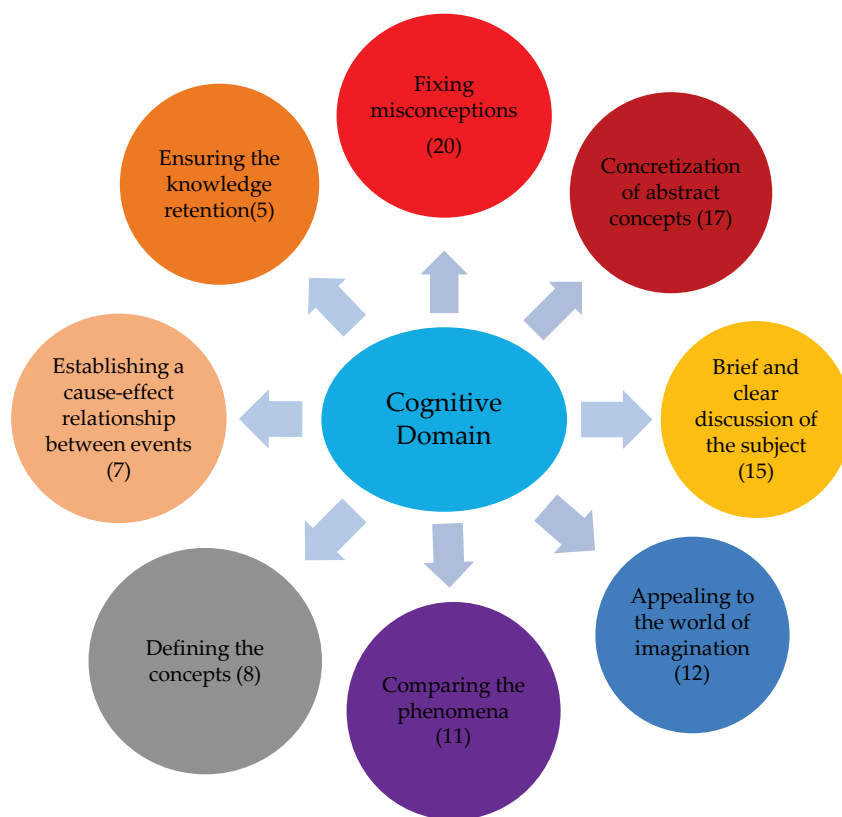 Fixing
misconceptions
(20)
Concretization
of abstract
concepts (17)
Brief and
clear
discussion of
the subject
(15)
Appealing to
the world of
imagination
(12)
Comparing the
phenomena
(11)
Defining the
concepts (8)
Establishing a
cause-effect
relationship
between events
(7)
Ensuring the
knowledge
retention(5)
Cognitive
Domain